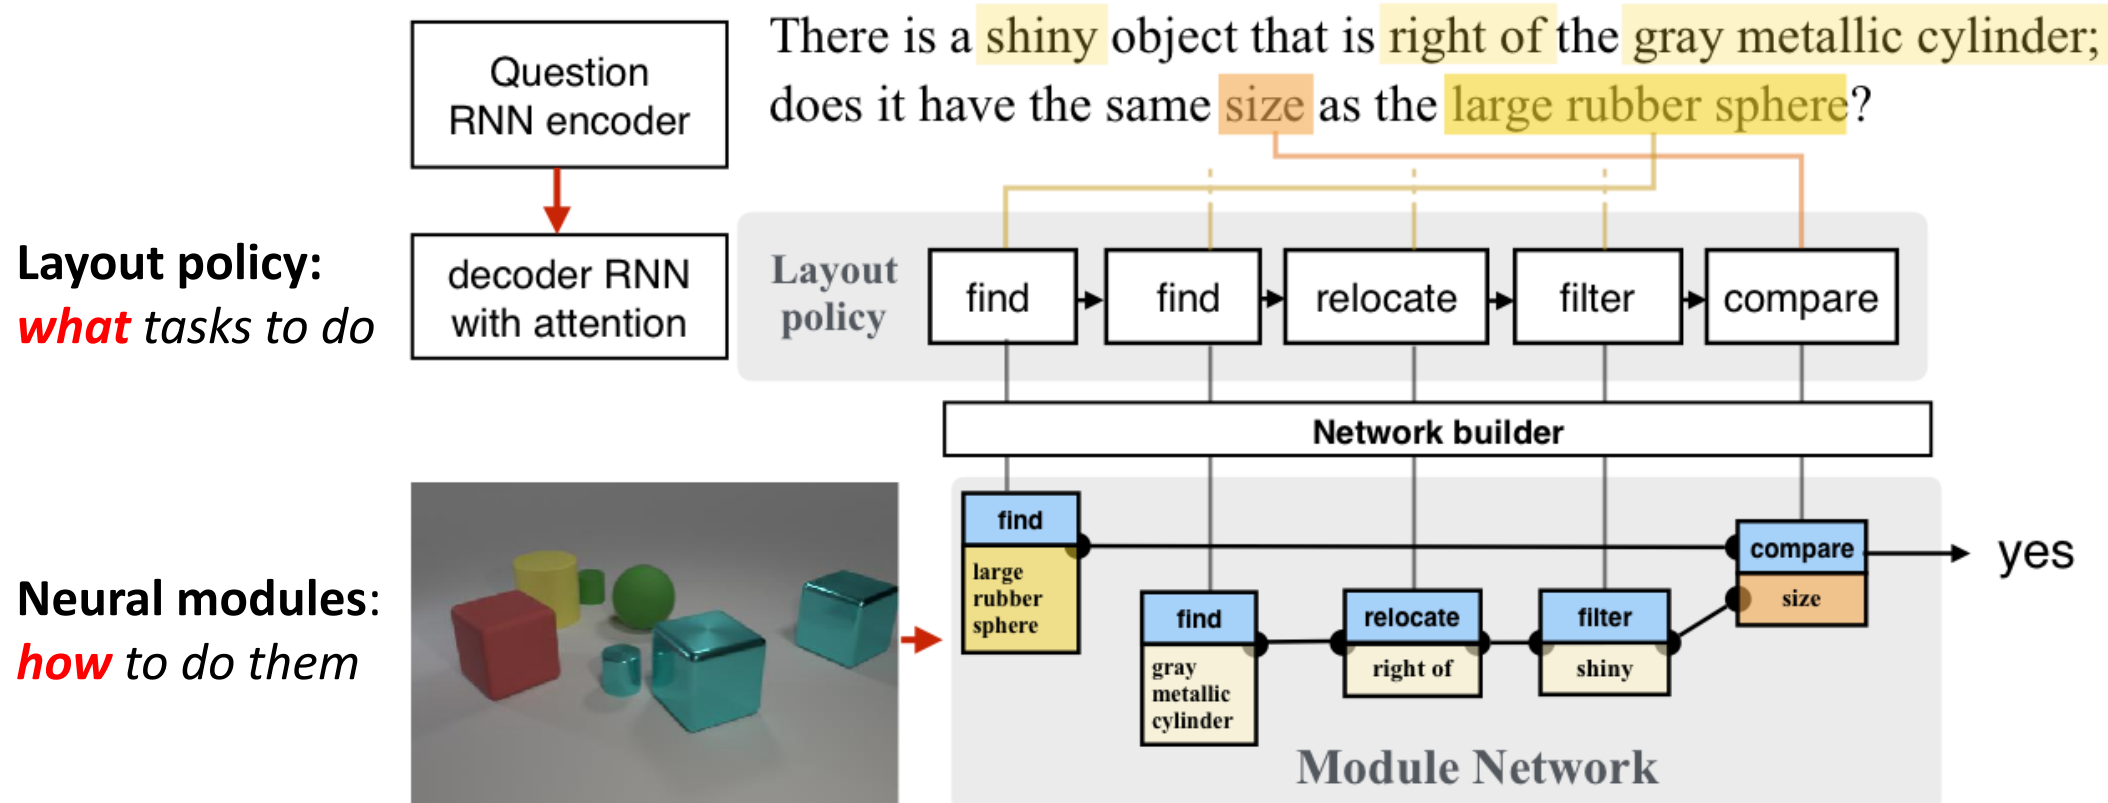 There is a shiny object that is right of the gray metallic cylinder;
does it have the same size as the large rubber sphere?
Question
RNN encoder
Layout policy:
what tasks to do
decoder RNN
with attention
Layout
policy
find
find
relocate
filter
compare
Network builder
Neural modules:
how to do them
find
large
rubber
sphere
find
gray
metallic
cylinder
relocate
right of
filter
shiny
compare
size
yes
Module Network